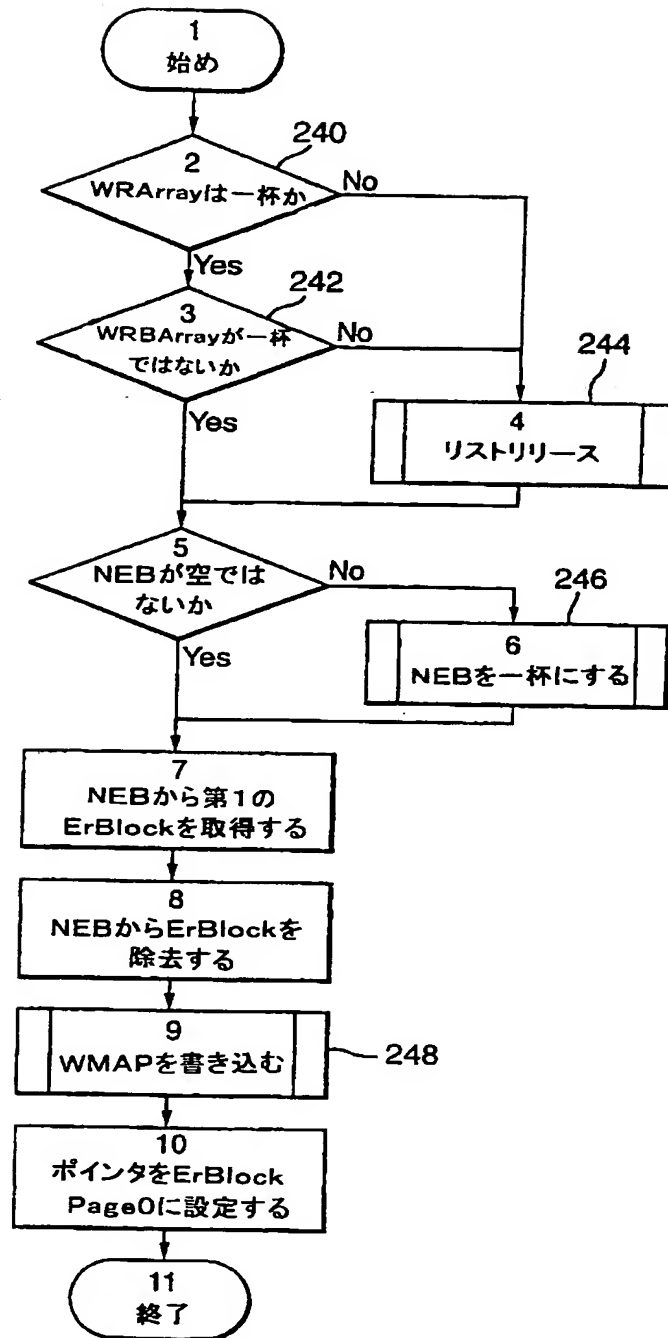 1
始め
240
2
WRArrayは一杯か
No
Yes
242
3
WRBArrayが一杯
ではないか
No
Yes
244
4
リストリリース
5
NEBが空では
ないか
No
Yes
246
6
NEBを一杯にする
7
NEBから第1の
ErBlockを取得する
8
NEBからErBlockを
除去する
9
WMAPを書き込む
248
10
ポインタをErBlock
Page0に設定する
11
終了